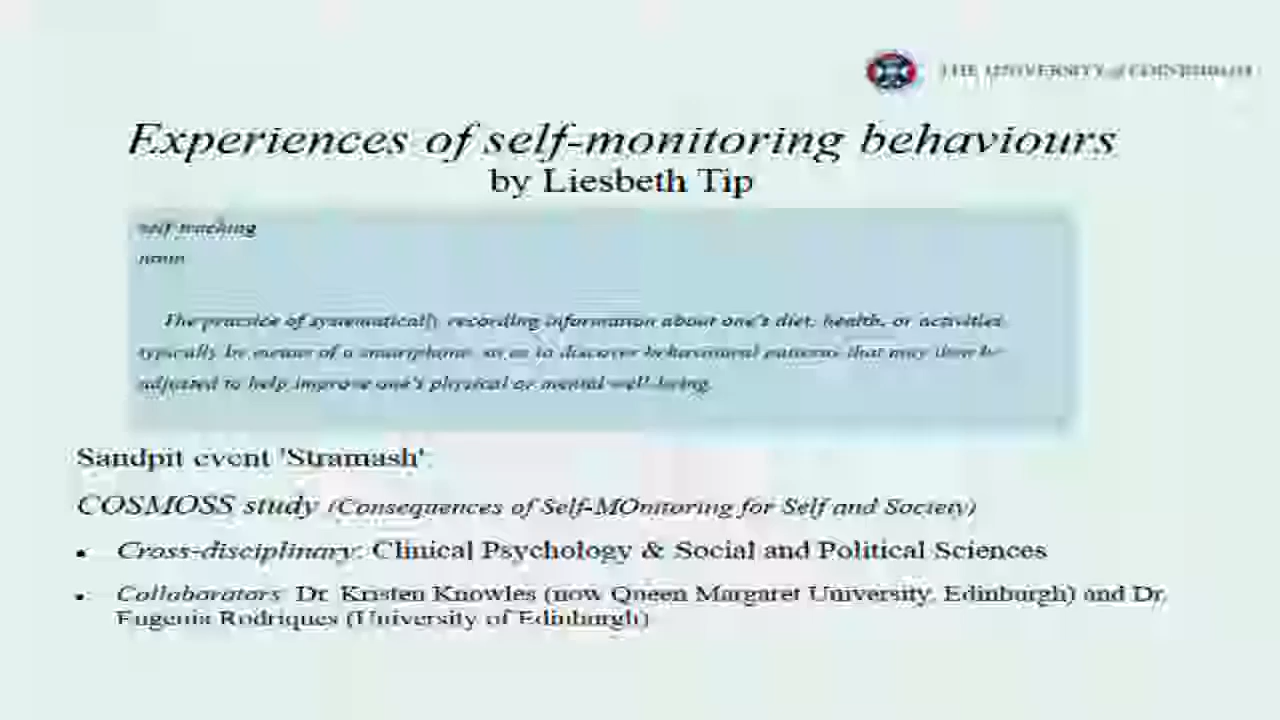 THE UNIVERSITY of EDINBURGH
Experiences of self-monitoring behaviours
by Liesbeth Tip
self-tracking
noun
The practice of systematically recording information about one's diet, health, or activities,
typically by means of a smartphone, so as to discover behavioural patterns that may then be
adjusted to help improve one's physical or mental well-being.
Sandpit event 'Stramash'
COSMOSS study (Consequences of Self-MOnitoring for Self and Society)
• Cross-disciplinary: Clinical Psychology & Social and Political Sciences
• Collaborators: Dr. Kristen Knowles (now Queen Margaret University, Edinburgh) and Dr.
Eugenia Rodriques (University of Edinburgh)